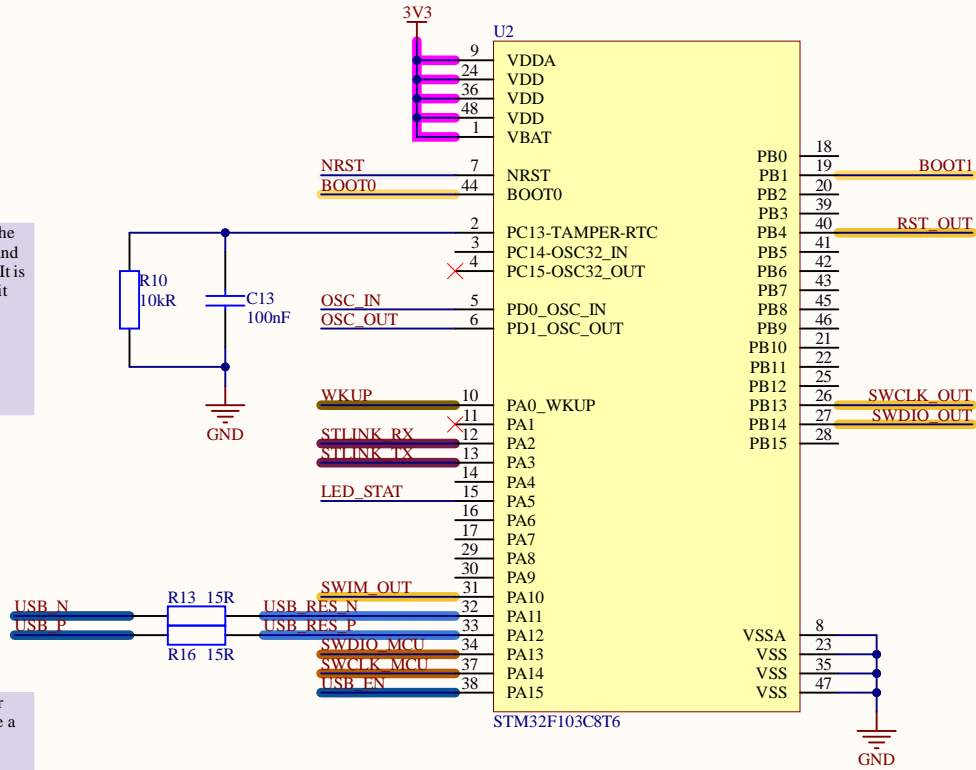 3V3
U2
9 VDDA
24 VDD
36 VDD
48 VDD
1 VBAT
NRST 7 NRST
BOOT0 44 BOOT0
2 PC13-TAMPER-RTC
3 PC14-OSC32_IN
4 PC15-OSC32_OUT
OSC_IN 5 PD0_OSC_IN
OSC_OUT 6 PD1_OSC_OUT
WKUP 10 PA0_WKUP
11 PA1
STLINK_RX 12 PA2
STLINK_TX 13 PA3
14 PA4
LED_STAT 15 PA5
16 PA6
17 PA7
29 PA8
30 PA9
SWIM_OUT 31 PA10
USB_N R13 15R USB_RES_N 32 PA11
USB_P R16 15R USB_RES_P 33 PA12
SWDIO_MCU 34 PA13
SWCLK_MCU 37 PA14
USB_EN 38 PA15
PB0 18
PB1 19 BOOT1
PB2 20
PB3 39
PB4 40 RST_OUT
PB5 41
PB6 42
PB7 43
PB8 45
PB9 46
PB10 21
PB11 22
PB12 25
PB13 26 SWCLK_OUT
PB14 27 SWDIO_OUT
PB15 28
VSSA 8
VSS 23
VSS 35
VSS 47
GND
STM32F103C8T6
R10
10kR
C13
100nF
GND
he
nd
It is
it
r
e a